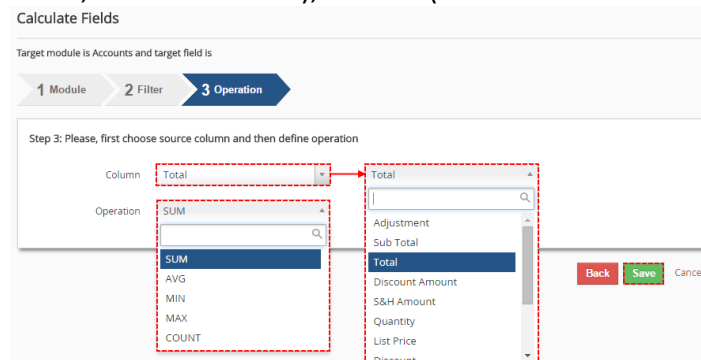 Calculate Fields
Target module is Accounts and target field is
1 Module 2 Filter 3 Operation
Step 3: Please, first choose source column and then define operation
Column Total Total
Operation SUM
Adjustment
Sub Total
SUM Total
AVG Discount Amount
Back Save Cance
MIN S&H Amount
MAX Quantity
COUNT List Price
Discount